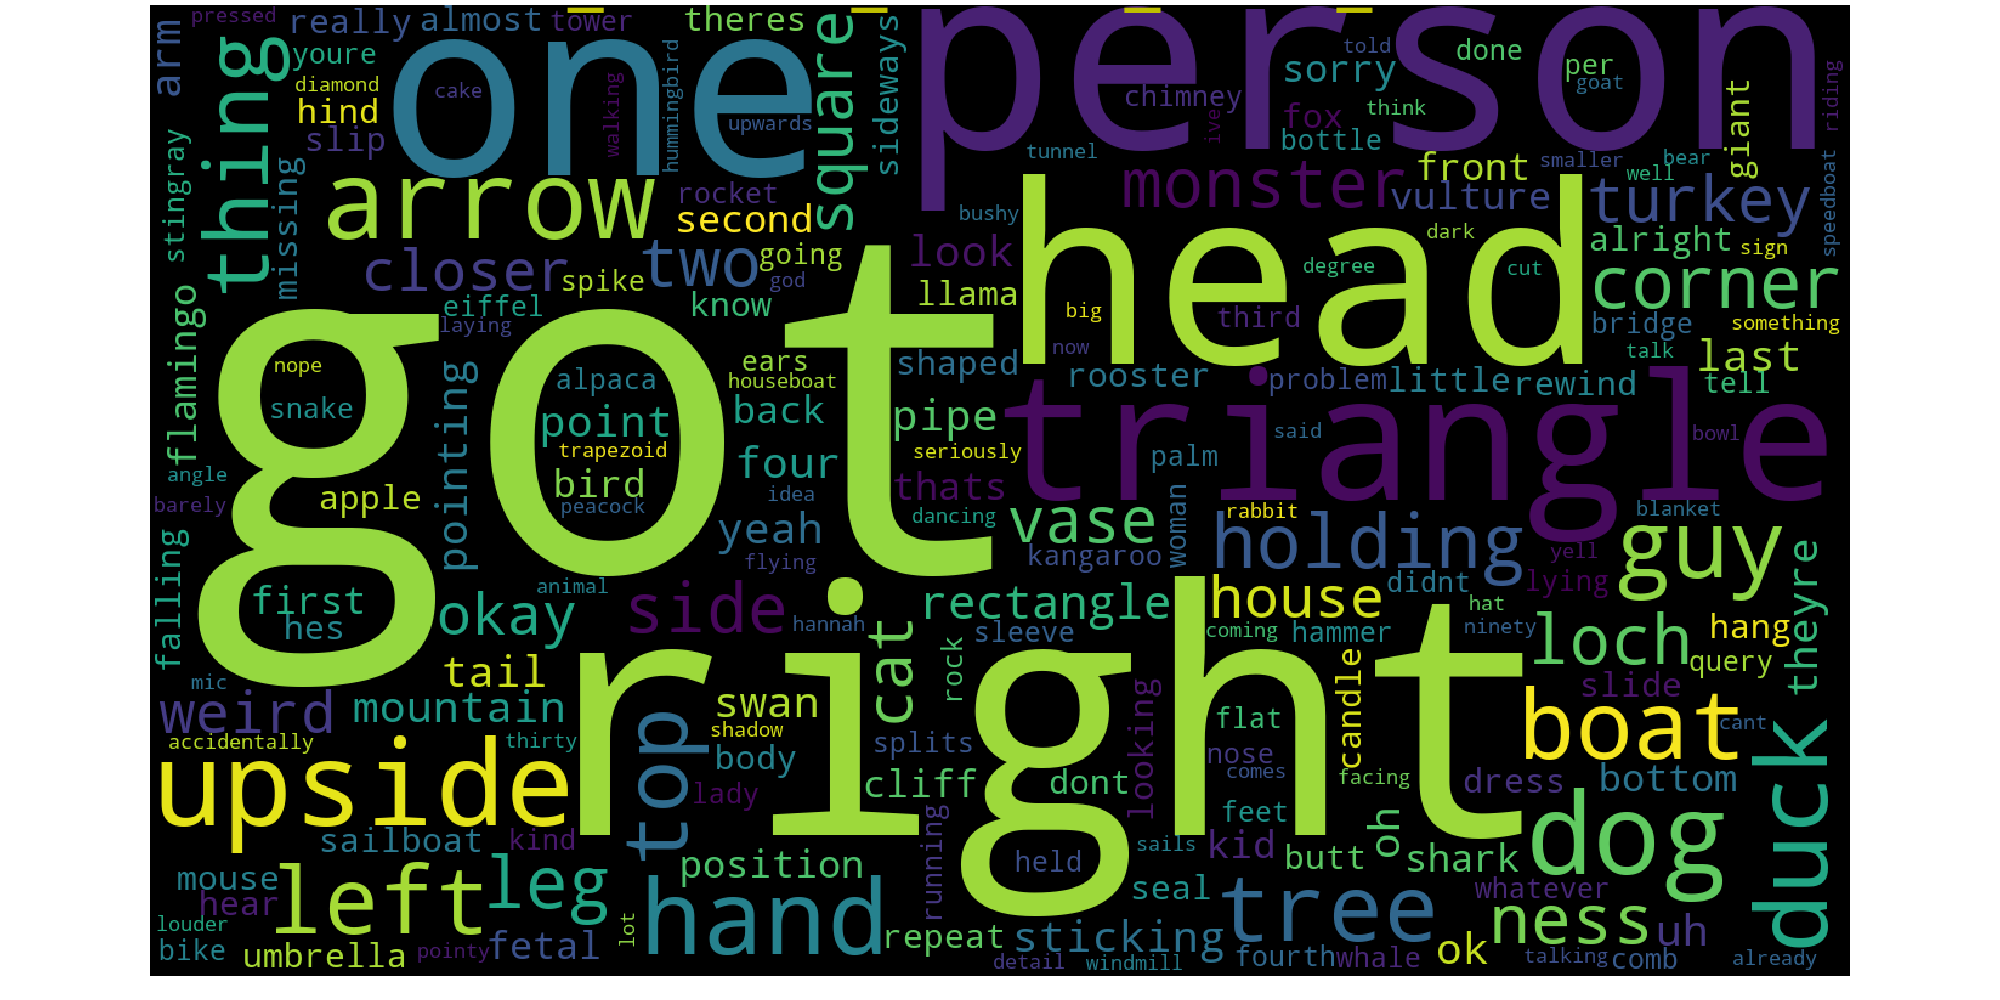 pressed
really
almost
tower
theres
person
one
thing
arm
youre
square
sideways
told
done
per
goat
sorry
diamond
cake
walking
hummingbird
upwards
chimney
ive
fox
think
giant
riding
hind
slip
bottle
stingray
missing
arrow
rocket
second
tunnel
monster
front
smaller
bear
well
vulture
turkey
speedboat
bushy
head
dark
alright
sign
closer
two
going
look
degree
cut
corner
spike
god
llama
big
third
bridge
something
flamingo
eiffel
laying
know
now
talk
last
got
nope
ears
shaped
rooster
problem
little
rewind
tell
alpaca
houseboat
snake
pointing
point
back
pipe
triangle
said
bowl
trapezoid
seriously
bird
four
palm
angle
thats
barely
apple
peacock
idea
dancing
vase
woman
rabbit
blanket
yeah
holding
guy
falling
flying
kangaroo
yell
theyre
first
animal
okay
side
hannah
rectangle
house
didnt
lying
hes
right
cat
sleeve
coming
hammer
hat
ninety
loch
hang
tail
rock
query
mic
weird
mountain
swan
looking
candle
slide
flat
boat
cant
duck
accidentally
thirty
top
shadow
body
splits
nose
upside
cliff
dont
comes
facing
dress
bottom
lady
feet
dog
sailboat
kind
running
sails
kid
oh
butt
shark
mouse
left
leg
position
held
seal
whatever
hear
hand
tree
ness
louder
lot
repeat
sticking
uh
bike
umbrella
pointy
fetal
detail
windmill
fourth
whale
ok
talking
comb
already